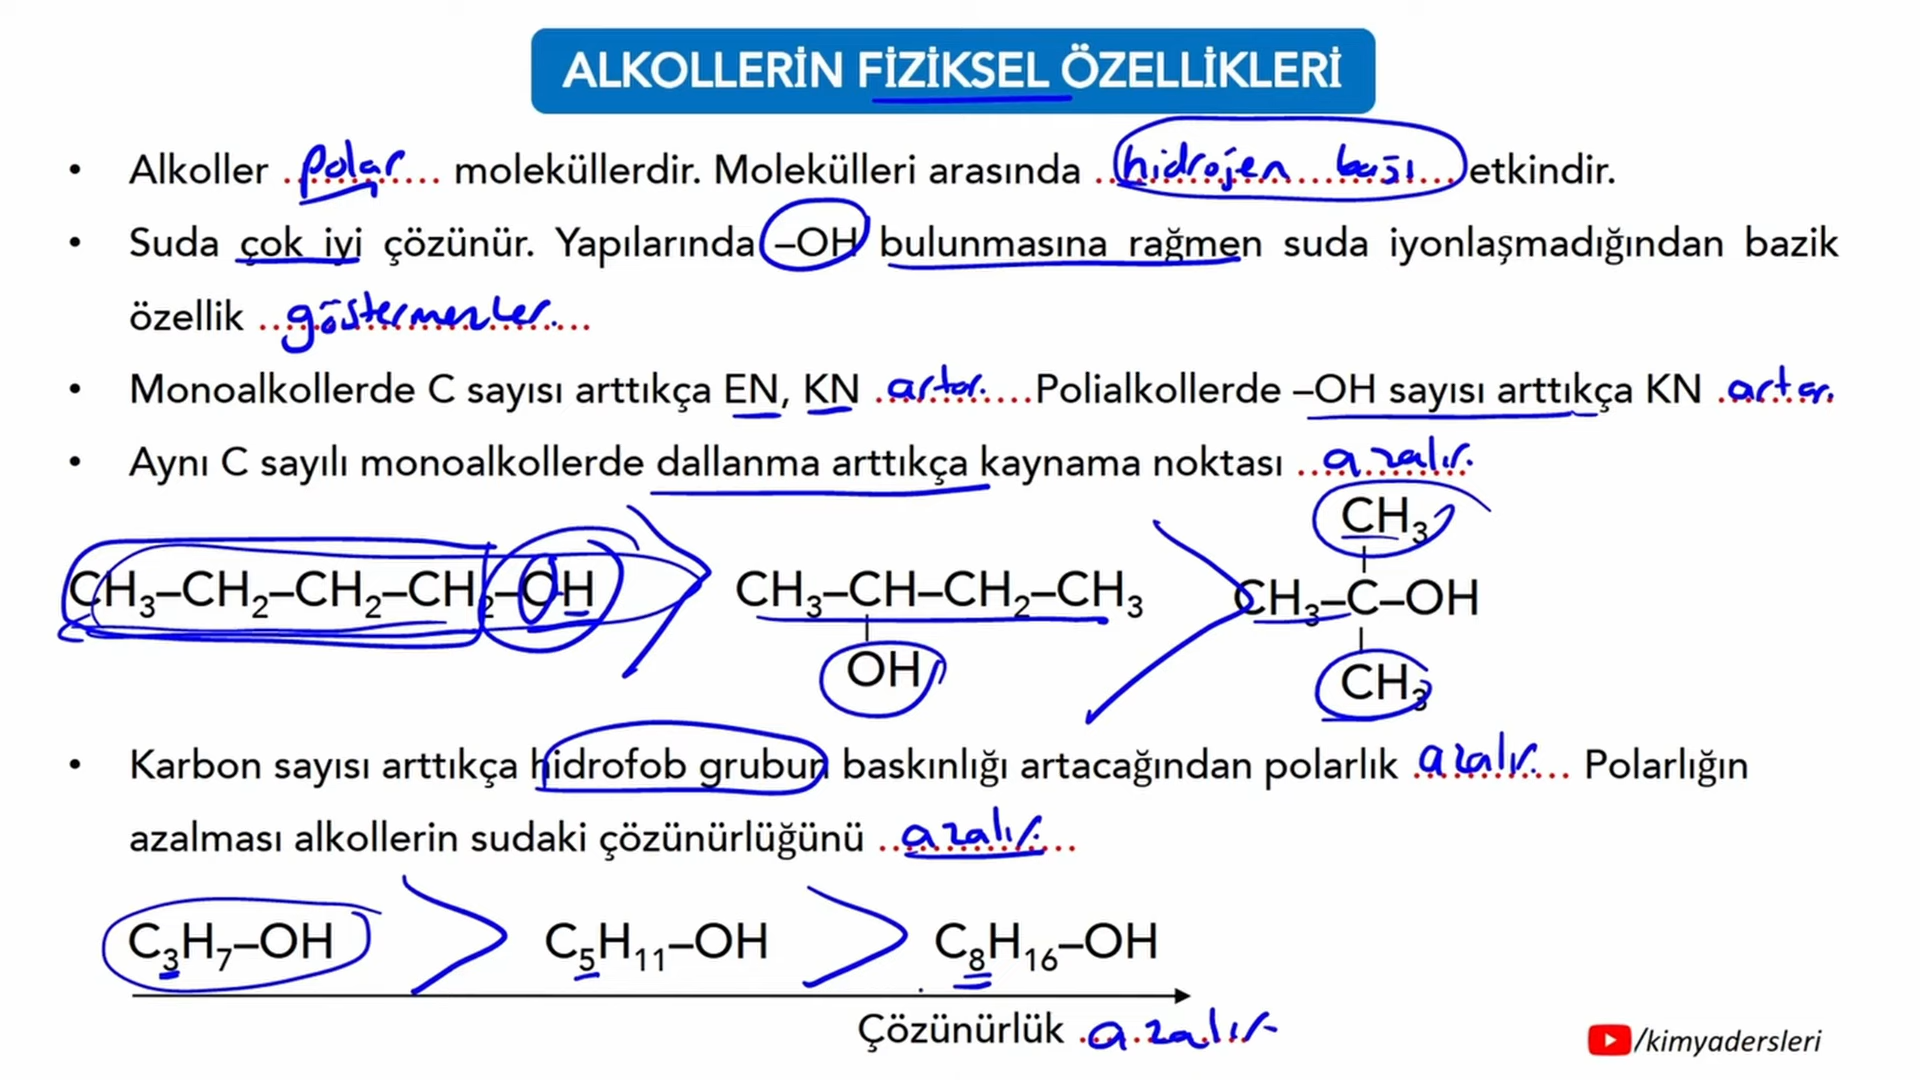 ALKOLLERİN FİZİKSEL ÖZELLİKLERİ
• Alkoller polar moleküllerdir. Molekülleri arasında hidrojen bağı etkindir.
• Suda çok iyi çözünür. Yapılarında –OH bulunmasına rağmen suda iyonlaşmadığından bazik
özellik göstermezler.
• Monoalkollerde C sayısı arttıkça EN, KN artar. Polialkollerde –OH sayısı arttıkça KN artar.
• Aynı C sayılı monoalkollerde dallanma arttıkça kaynama noktası azalır.
CH₃
CH₃–CH₂–CH₂–CH₂–OH > CH₃–CH–CH₂–CH₃ > CH₃–C–OH
OH CH₃
• Karbon sayısı arttıkça hidrofob grubun baskınlığı artacağından polarlık azalır. Polarlığın
azalması alkollerin sudaki çözünürlüğünü azalır.
C₃H₇–OH > C₅H₁₁–OH > C₈H₁₆–OH
Çözünürlük azalır
/kimyadersleri